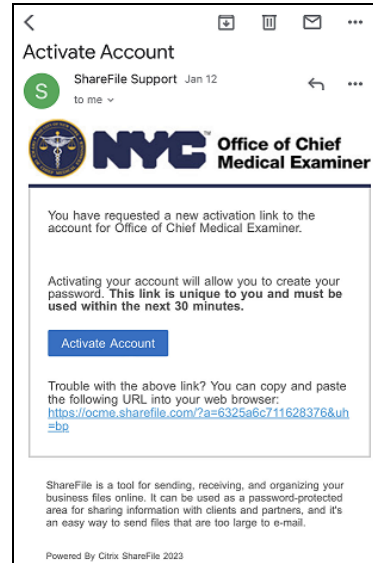 Activate Account
S
ShareFile Support Jan 12
to me
NYC Office of Chief
Medical Examiner
You have requested a new activation link to the
account for Office of Chief Medical Examiner.
Activating your account will allow you to create your
password. This link is unique to you and must be
used within the next 30 minutes.
Activate Account
Trouble with the above link? You can copy and paste
the following URL into your web browser:
https://ocme.sharefile.com/?a=6325a6c711628376&uh
=bp
ShareFile is a tool for sending, receiving, and organizing your
business files online. It can be used as a password-protected
area for sharing information with clients and partners, and it's
an easy way to send files that are too large to e-mail.
Powered By Citrix ShareFile 2023